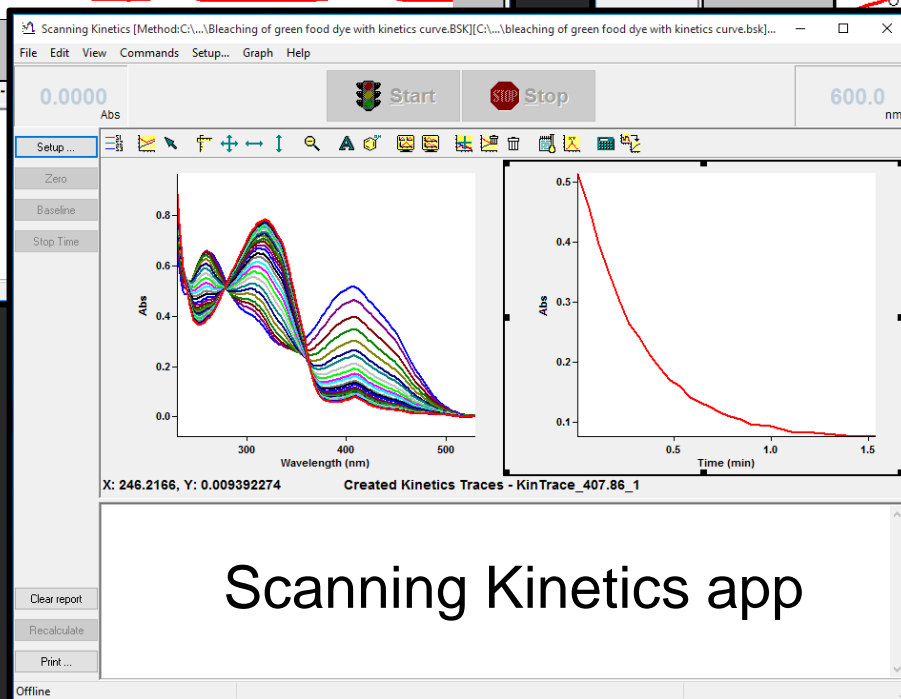 Scanning Kinetics [Method:C:\...\Bleaching of green food dye with kinetics curve.BSK][C:\...\bleaching of green food dye with kinetics curve.bsk]...
File Edit View Commands Setup... Graph Help
0.0000
Abs
Start
STOP Stop
600.0
nm
Setup ...
Zero
Baseline
Stop Time
0.8
0.6
0.4
0.2
0.0
Abs
300 400 500
Wavelength (nm)
0.5
0.4
0.3
0.2
0.1
Abs
0.5 1.0 1.5
Time (min)
X: 246.2166, Y: 0.009392274 Created Kinetics Traces - KinTrace_407.86_1
Scanning Kinetics app
Clear report
Recalculate
Print ...
Offline